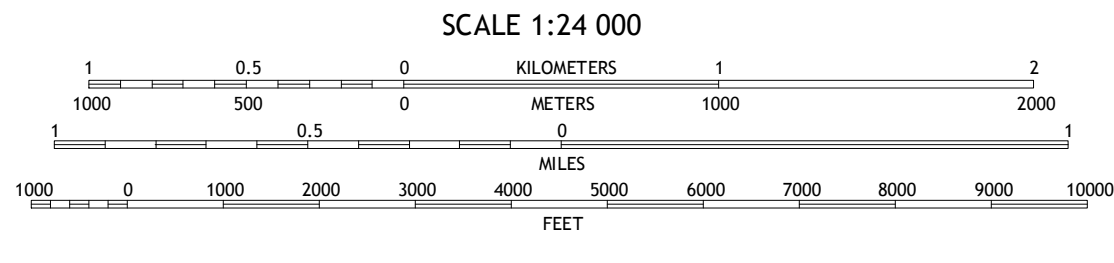 SCALE 1:24 000
1 0.5 0 KILOMETERS 1 2
1000 500 0 METERS 1000 2000
1 0.5 0 1
MILES
1000 0 1000 2000 3000 4000 5000 6000 7000 8000 9000 10000
FEET